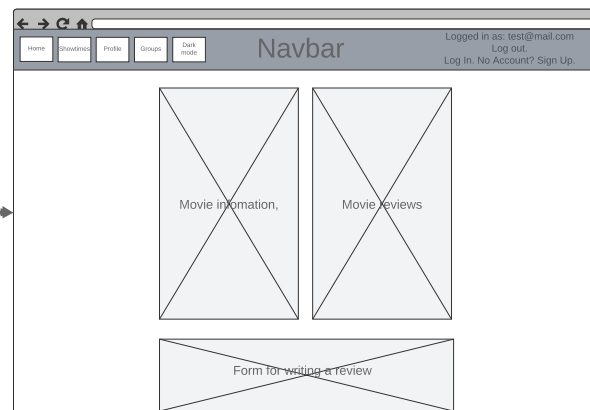 Home
Showtimes
Profile
Groups
Dark
mode
Navbar
Logged in as: test@mail.com
Log out.
Log In. No Account? Sign Up.
Movie infomation,
Movie reviews
Form for writing a review